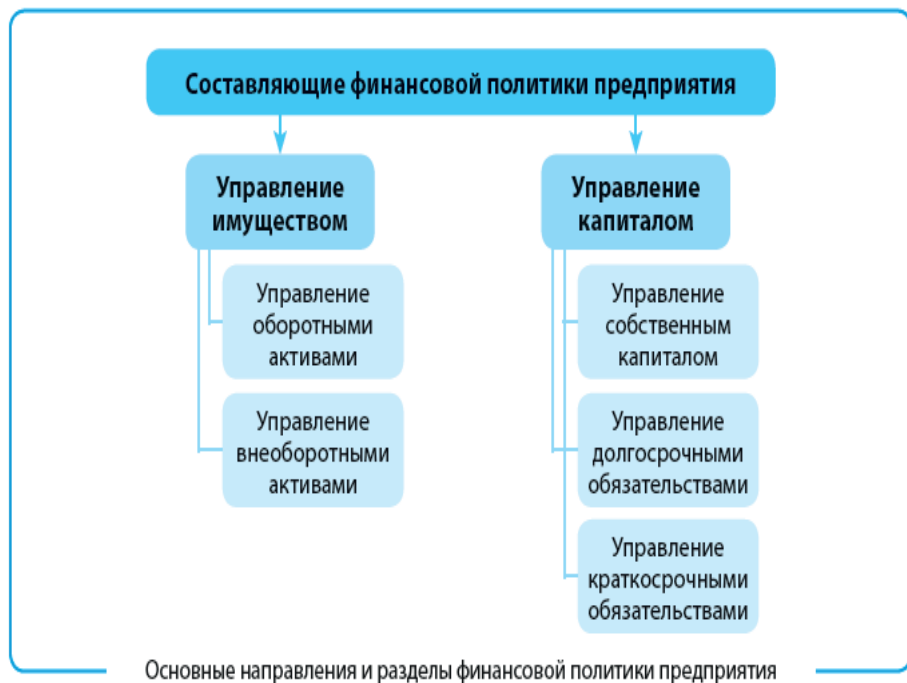 Составляющие финансовой политики предприятия
Управление
имуществом
Управление
оборотными
активами
Управление
внеоборотными
активами
Управление
капиталом
Управление
собственным
капиталом
Управление
долгосрочными
обязательствами
Управление
краткосрочными
обязательствами
Основные направления и разделы финансовой политики предприятия